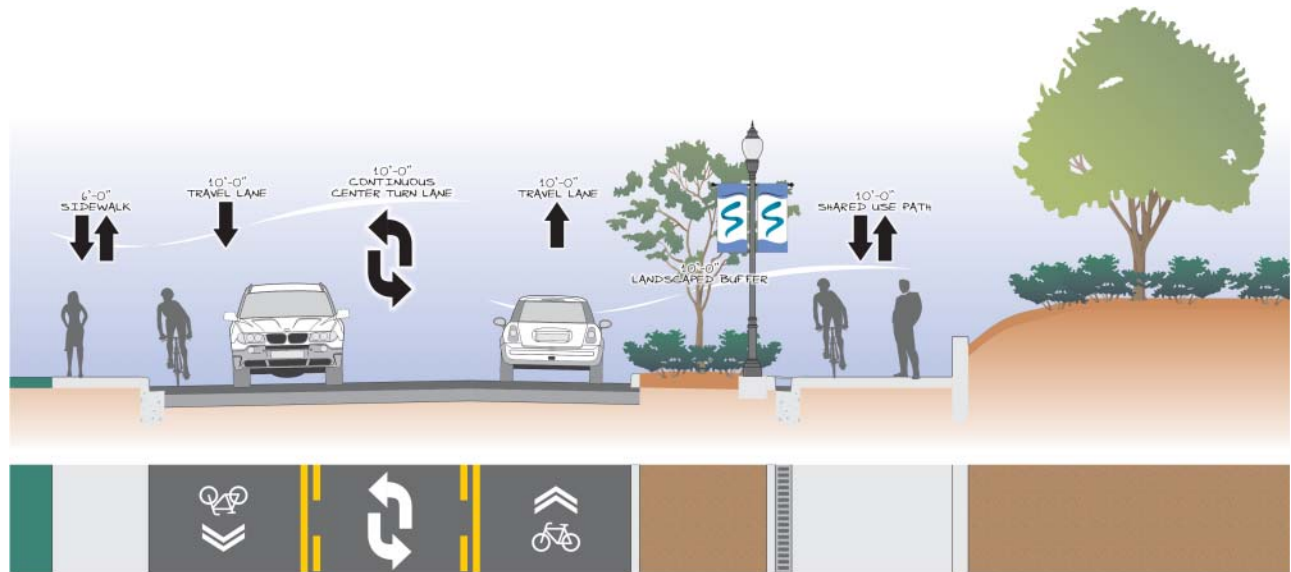 6'-0"
SIDEWALK
10'-0"
TRAVEL LANE
10'-0"
CONTINUOUS
CENTER TURN LANE
10'-0"
TRAVEL LANE
10'-0"
LANDSCAPED BUFFER
10'-0"
SHARED USE PATH